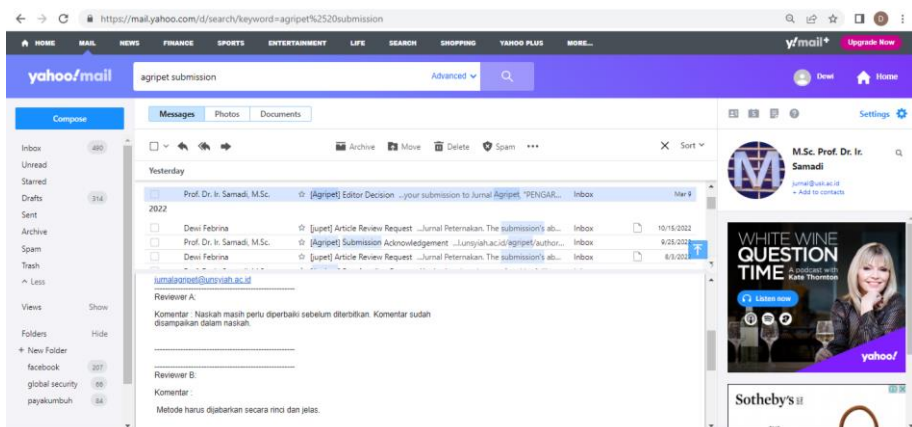 https://mail.yahoo.com/d/search/keyword=agripet%2520submission
HOME MAIL NEWS FINANCE SPORTS ENTERTAINMENT LIFE SEARCH SHOPPING YAHOO PLUS MORE... y!mail+ Upgrade Now
yahoo!mail agripet submission Advanced Dewi Home
Compose
Inbox 480
Unread
Starred
Drafts 314
Sent
Archive
Spam
Trash
Less
Views Show
Folders Hide
+ New Folder
facebook 207
global security
payakumbuh 64
Messages Photos Documents
Archive Move Delete Spam ••• Sort
Yesterday
Prof. Dr. Ir. Samadi, M.Sc. [Agripet] Editor Decision ...your submission to Jurnal Agripet, "PENGAR... Inbox Mar 9
2022
Dewi Febrina [jupet] Article Review Request ...Jurnal Peternakan. The submission's ab... Inbox 10/15/2022
Prof. Dr. Ir. Samadi, M.Sc. [Agripet] Submission Acknowledgement ...l.unsyiah.ac.id/agripet/author... Inbox
Dewi Febrina [jupet] Article Review Request ...Jurnal Peternakan. The submission's ab... Inbox
jurnalagripet@unsyiah.ac.id
Reviewer A:
Komentar : Naskah masih perlu diperbaiki sebelum diterbitkan. Komentar sudah
disampaikan dalam naskah.
Reviewer B:
Komentar :
Metode harus dijabarkan secara rinci dan jelas.
Settings
M.Sc. Prof. Dr. Ir.
Samadi
jurnal@usk.ac.id
+ Add to contacts
WHITE WINE
QUESTION
TIME A podcast with
Kate Thornton
Listen now
yahoo!
Sotheby's